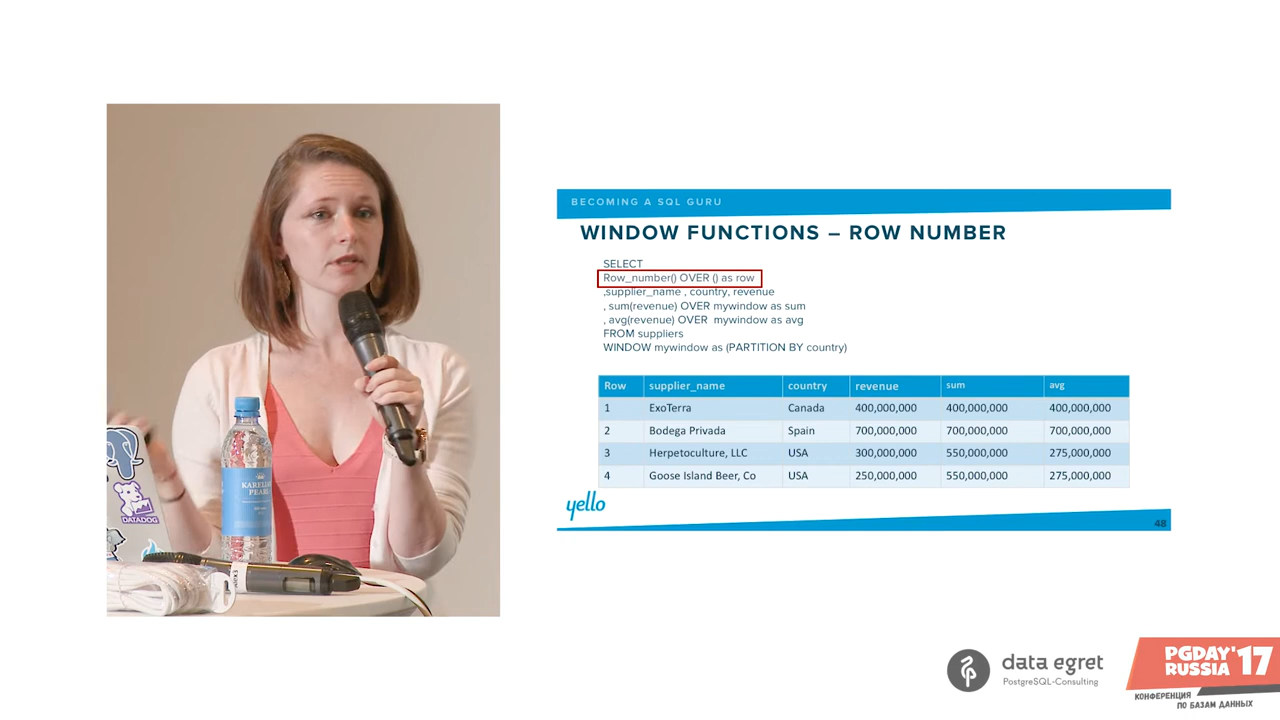 BECOMING A SQL GURU
WINDOW FUNCTIONS – ROW NUMBER
SELECT
Row_number() OVER () as row
,supplier_name , country, revenue
, sum(revenue) OVER mywindow as sum
, avg(revenue) OVER mywindow as avg
FROM suppliers
WINDOW mywindow as (PARTITION BY country)
Row supplier_name country revenue sum avg
1 ExoTerra Canada 400,000,000 400,000,000 400,000,000
2 Bodega Privada Spain 700,000,000 700,000,000 700,000,000
3 Herpetoculture, LLC USA 300,000,000 550,000,000 275,000,000
4 Goose Island Beer, Co USA 250,000,000 550,000,000 275,000,000
yello
48
DATADOG
data egret
PostgreSQL-Consulting
PGDAY'17
RUSSIA
КОНФЕРЕНЦИЯ
ПО БАЗАМ ДАННЫХ